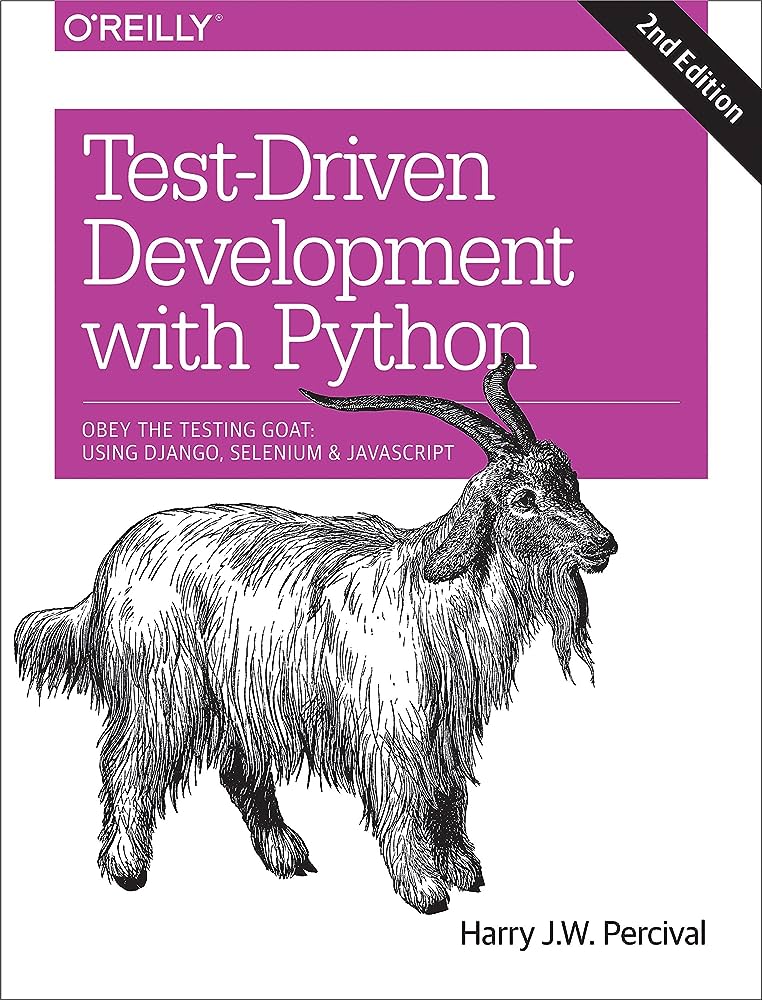 O'REILLY®
2nd Edition
Test-Driven
Development
with Python
OBEY THE TESTING GOAT:
USING DJANGO, SELENIUM & JAVASCRIPT
Harry J.W. Percival